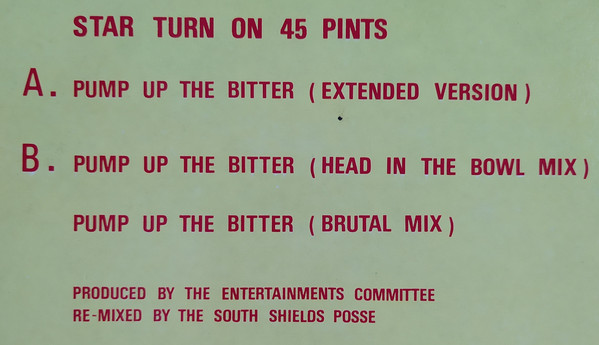 STAR TURN ON 45 PINTS
A. PUMP UP THE BITTER (EXTENDED VERSION)
B. PUMP UP THE BITTER (HEAD IN THE BOWL MIX)
PUMP UP THE BITTER (BRUTAL MIX)
PRODUCED BY THE ENTERTAINMENTS COMMITTEE
RE-MIXED BY THE SOUTH SHIELDS POSSE